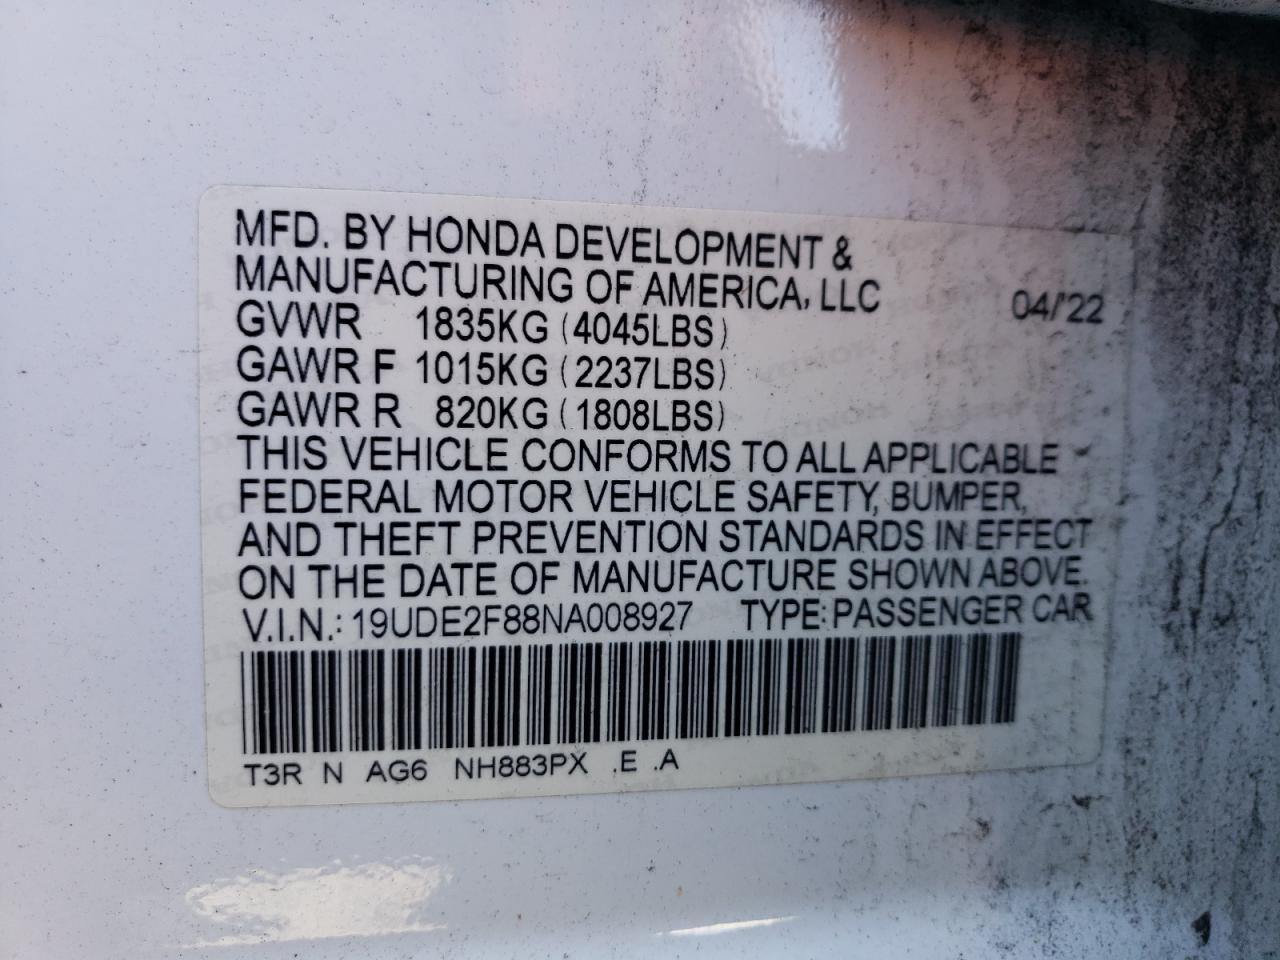 MFD. BY HONDA DEVELOPMENT &
MANUFACTURING OF AMERICA, LLC 04/'22
GVWR 1835KG (4045LBS)
GAWR F 1015KG (2237LBS)
GAWR R 820KG (1808LBS)
THIS VEHICLE CONFORMS TO ALL APPLICABLE
FEDERAL MOTOR VEHICLE SAFETY, BUMPER,
AND THEFT PREVENTION STANDARDS IN EFFECT
ON THE DATE OF MANUFACTURE SHOWN ABOVE.
V.I.N.: 19UDE2F88NA008927 TYPE: PASSENGER CAR
T3R N AG6 NH883PX .E .A